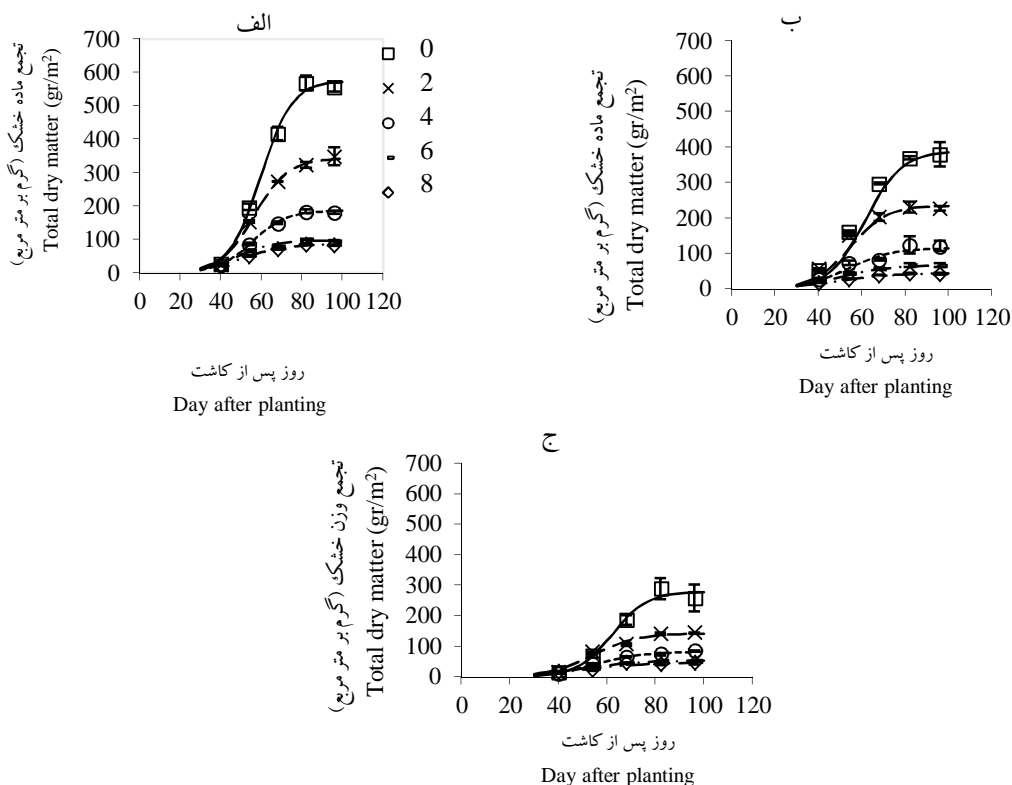 الف
700
600
500
400
300
200
100
0
0 20 40 60 80 100 120
تجمع ماده خشک (گرم بر متر مربع)
Total dry matter (gr/m²)
روز پس از کاشت
Day after planting
0
2
4
6
8
ب
700
600
500
400
300
200
100
0
0 20 40 60 80 100 120
تجمع ماده خشک (گرم بر متر مربع)
Total dry matter (gr/m²)
روز پس از کاشت
Day after planting
ج
700
600
500
400
300
200
100
0
0 20 40 60 80 100 120
تجمع وزن خشک (گرم بر متر مربع)
Total dry matter (gr/m²)
روز پس از کاشت
Day after planting